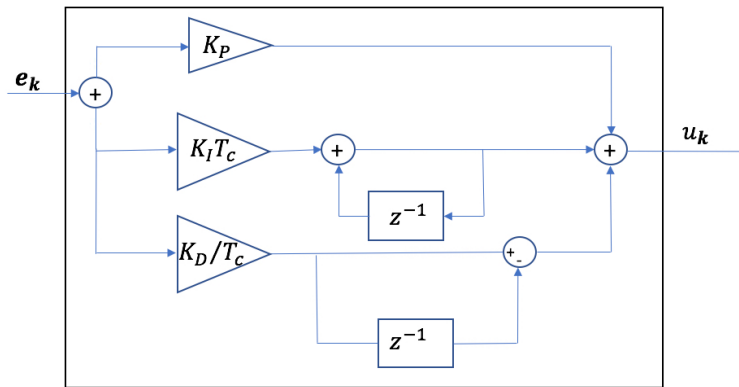 K_P
e_k
+
K_I T_c
+
+
u_k
z^{-1}
K_D/T_c
+
-
z^{-1}